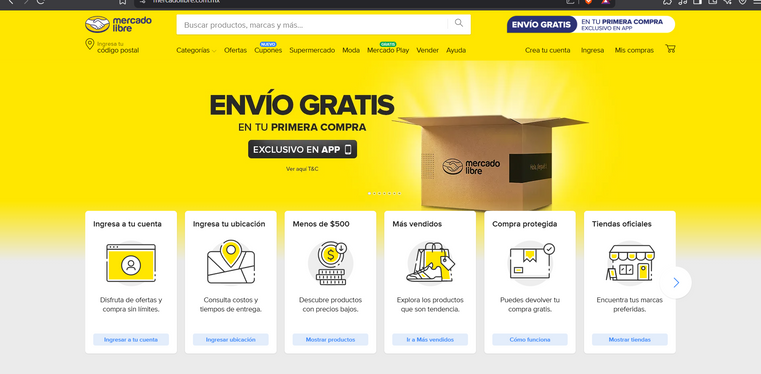 mercadolibre.com.mx
mercado
libre
Buscar productos, marcas y más...
ENVÍO GRATIS
EN TU PRIMERA COMPRA
EXCLUSIVO EN APP
Ingresa tu
código postal
Categorías
Ofertas
NUEVO
Cupones
Supermercado
Moda
GRATIS
Mercado Play
Vender
Ayuda
Crea tu cuenta
Ingresa
Mis compras
ENVÍO GRATIS
EN TU PRIMERA COMPRA
EXCLUSIVO EN APP
Ver aquí T&C
mercado
libre
Ingresa a tu cuenta
Disfruta de ofertas y
compra sin límites.
Ingresar a tu cuenta
Ingresa tu ubicación
Consulta costos y
tiempos de entrega.
Ingresar ubicación
Menos de $500
Descubre productos
con precios bajos.
Mostrar productos
Más vendidos
Explora los productos
que son tendencia.
Ir a Más vendidos
Compra protegida
Puedes devolver tu
compra gratis.
Cómo funciona
Tiendas oficiales
Encuentra tus marcas
preferidas.
Mostrar tiendas